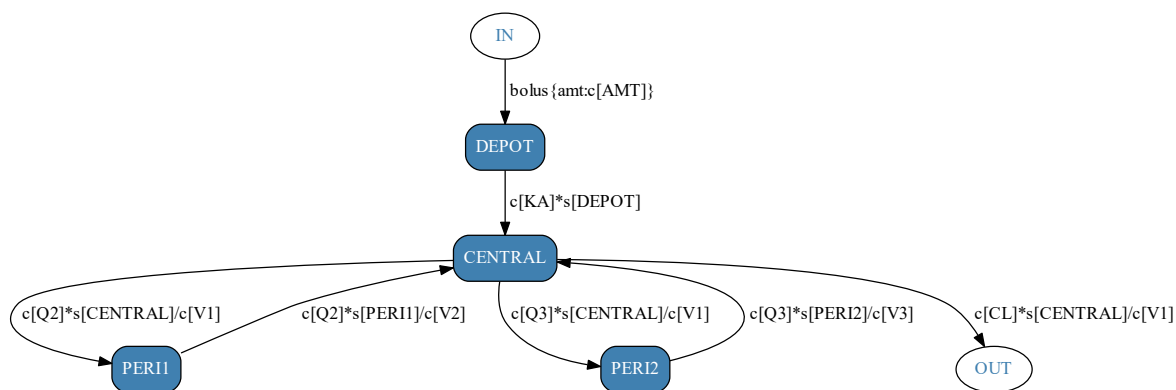 IN
bolus{amt:c[AMT]}
DEPOT
c[KA]*s[DEPOT]
CENTRAL
c[Q2]*s[CENTRAL]/c[V1]
c[Q2]*s[PERI1]/c[V2]
c[Q3]*s[CENTRAL]/c[V1]
c[Q3]*s[PERI2]/c[V3]
c[CL]*s[CENTRAL]/c[V1]
PERI1
PERI2
OUT